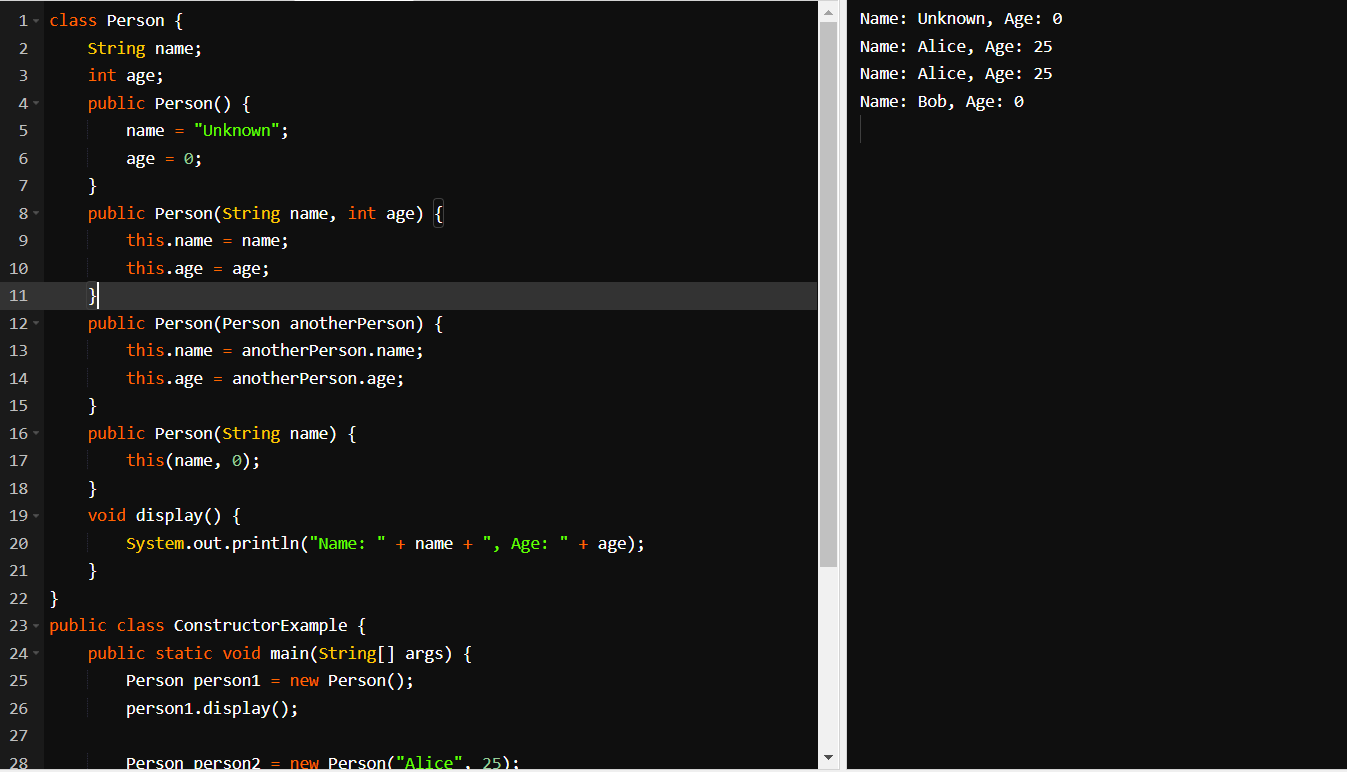 1 class Person {
2     String name;
3     int age;
4     public Person() {
5         name = "Unknown";
6         age = 0;
7     }
8     public Person(String name, int age) {
9         this.name = name;
10         this.age = age;
11     }
12     public Person(Person anotherPerson) {
13         this.name = anotherPerson.name;
14         this.age = anotherPerson.age;
15     }
16     public Person(String name) {
17         this(name, 0);
18     }
19     void display() {
20         System.out.println("Name: " + name + ", Age: " + age);
21     }
22 }
23 public class ConstructorExample {
24     public static void main(String[] args) {
25         Person person1 = new Person();
26         person1.display();
27
28         Person person2 = new Person("Alice", 25);
Name: Unknown, Age: 0
Name: Alice, Age: 25
Name: Alice, Age: 25
Name: Bob, Age: 0